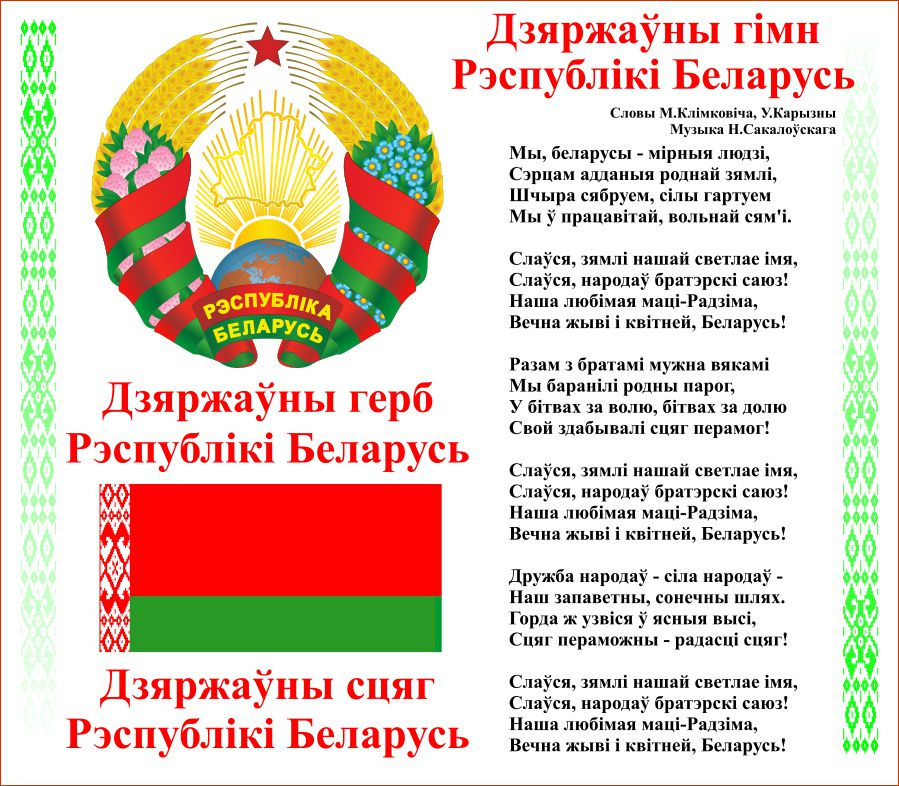 РЭСПУБЛІКА
БЕЛАРУСЬ
Дзяржаўны герб
Рэспублікі Беларусь
Дзяржаўны сцяг
Рэспублікі Беларусь
Дзяржаўны гімн
Рэспублікі Беларусь
Словы М.Клімковіча, У.Карызны
Музыка Н.Сакалоўскага
Мы, беларусы - мірныя людзі,
Сэрцам адданыя роднай зямлі,
Шчыра сябруем, сілы гартуем
Мы ў працавітай, вольнай сям'і.
Слаўся, зямлі нашай светлае імя,
Слаўся, народаў братэрскі саюз!
Наша любімая маці-Радзіма,
Вечна жыві і квітней, Беларусь!
Разам з братамі мужна вякамі
Мы баранілі родны парог,
У бітвах за волю, бітвах за долю
Свой здабывалі сцяг перамог!
Слаўся, зямлі нашай светлае імя,
Слаўся, народаў братэрскі саюз!
Наша любімая маці-Радзіма,
Вечна жыві і квітней, Беларусь!
Дружба народаў - сіла народаў -
Наш запаветны, сонечны шлях.
Горда ж узвіся ў ясныя высі,
Сцяг пераможны - радасці сцяг!
Слаўся, зямлі нашай светлае імя,
Слаўся, народаў братэрскі саюз!
Наша любімая маці-Радзіма,
Вечна жыві і квітней, Беларусь!